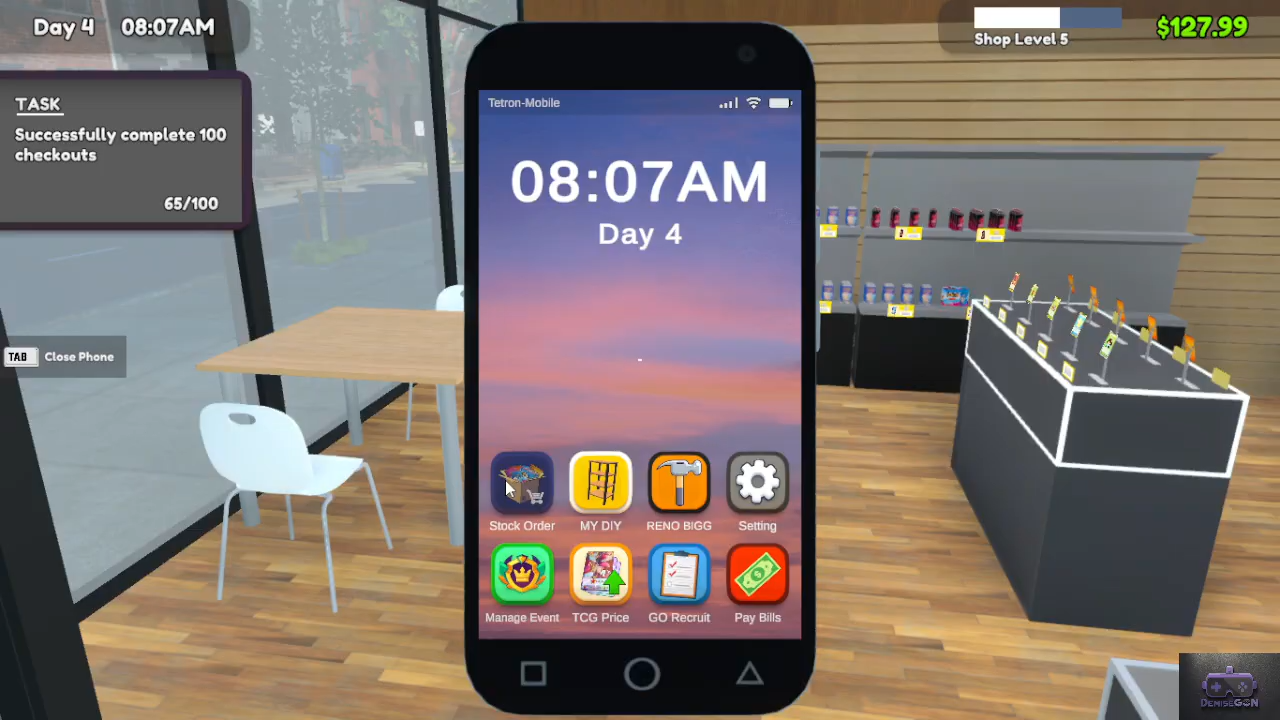 Day 4 08:07AM
Shop Level 5
$127.99
TASK
Successfully complete 100
checkouts
65/100
TAB Close Phone
Tetron-Mobile
08:07AM
Day 4
Stock Order MY DIY RENO BIGG Setting
Manage Event TCG Price GO Recruit Pay Bills
DEMISEGON